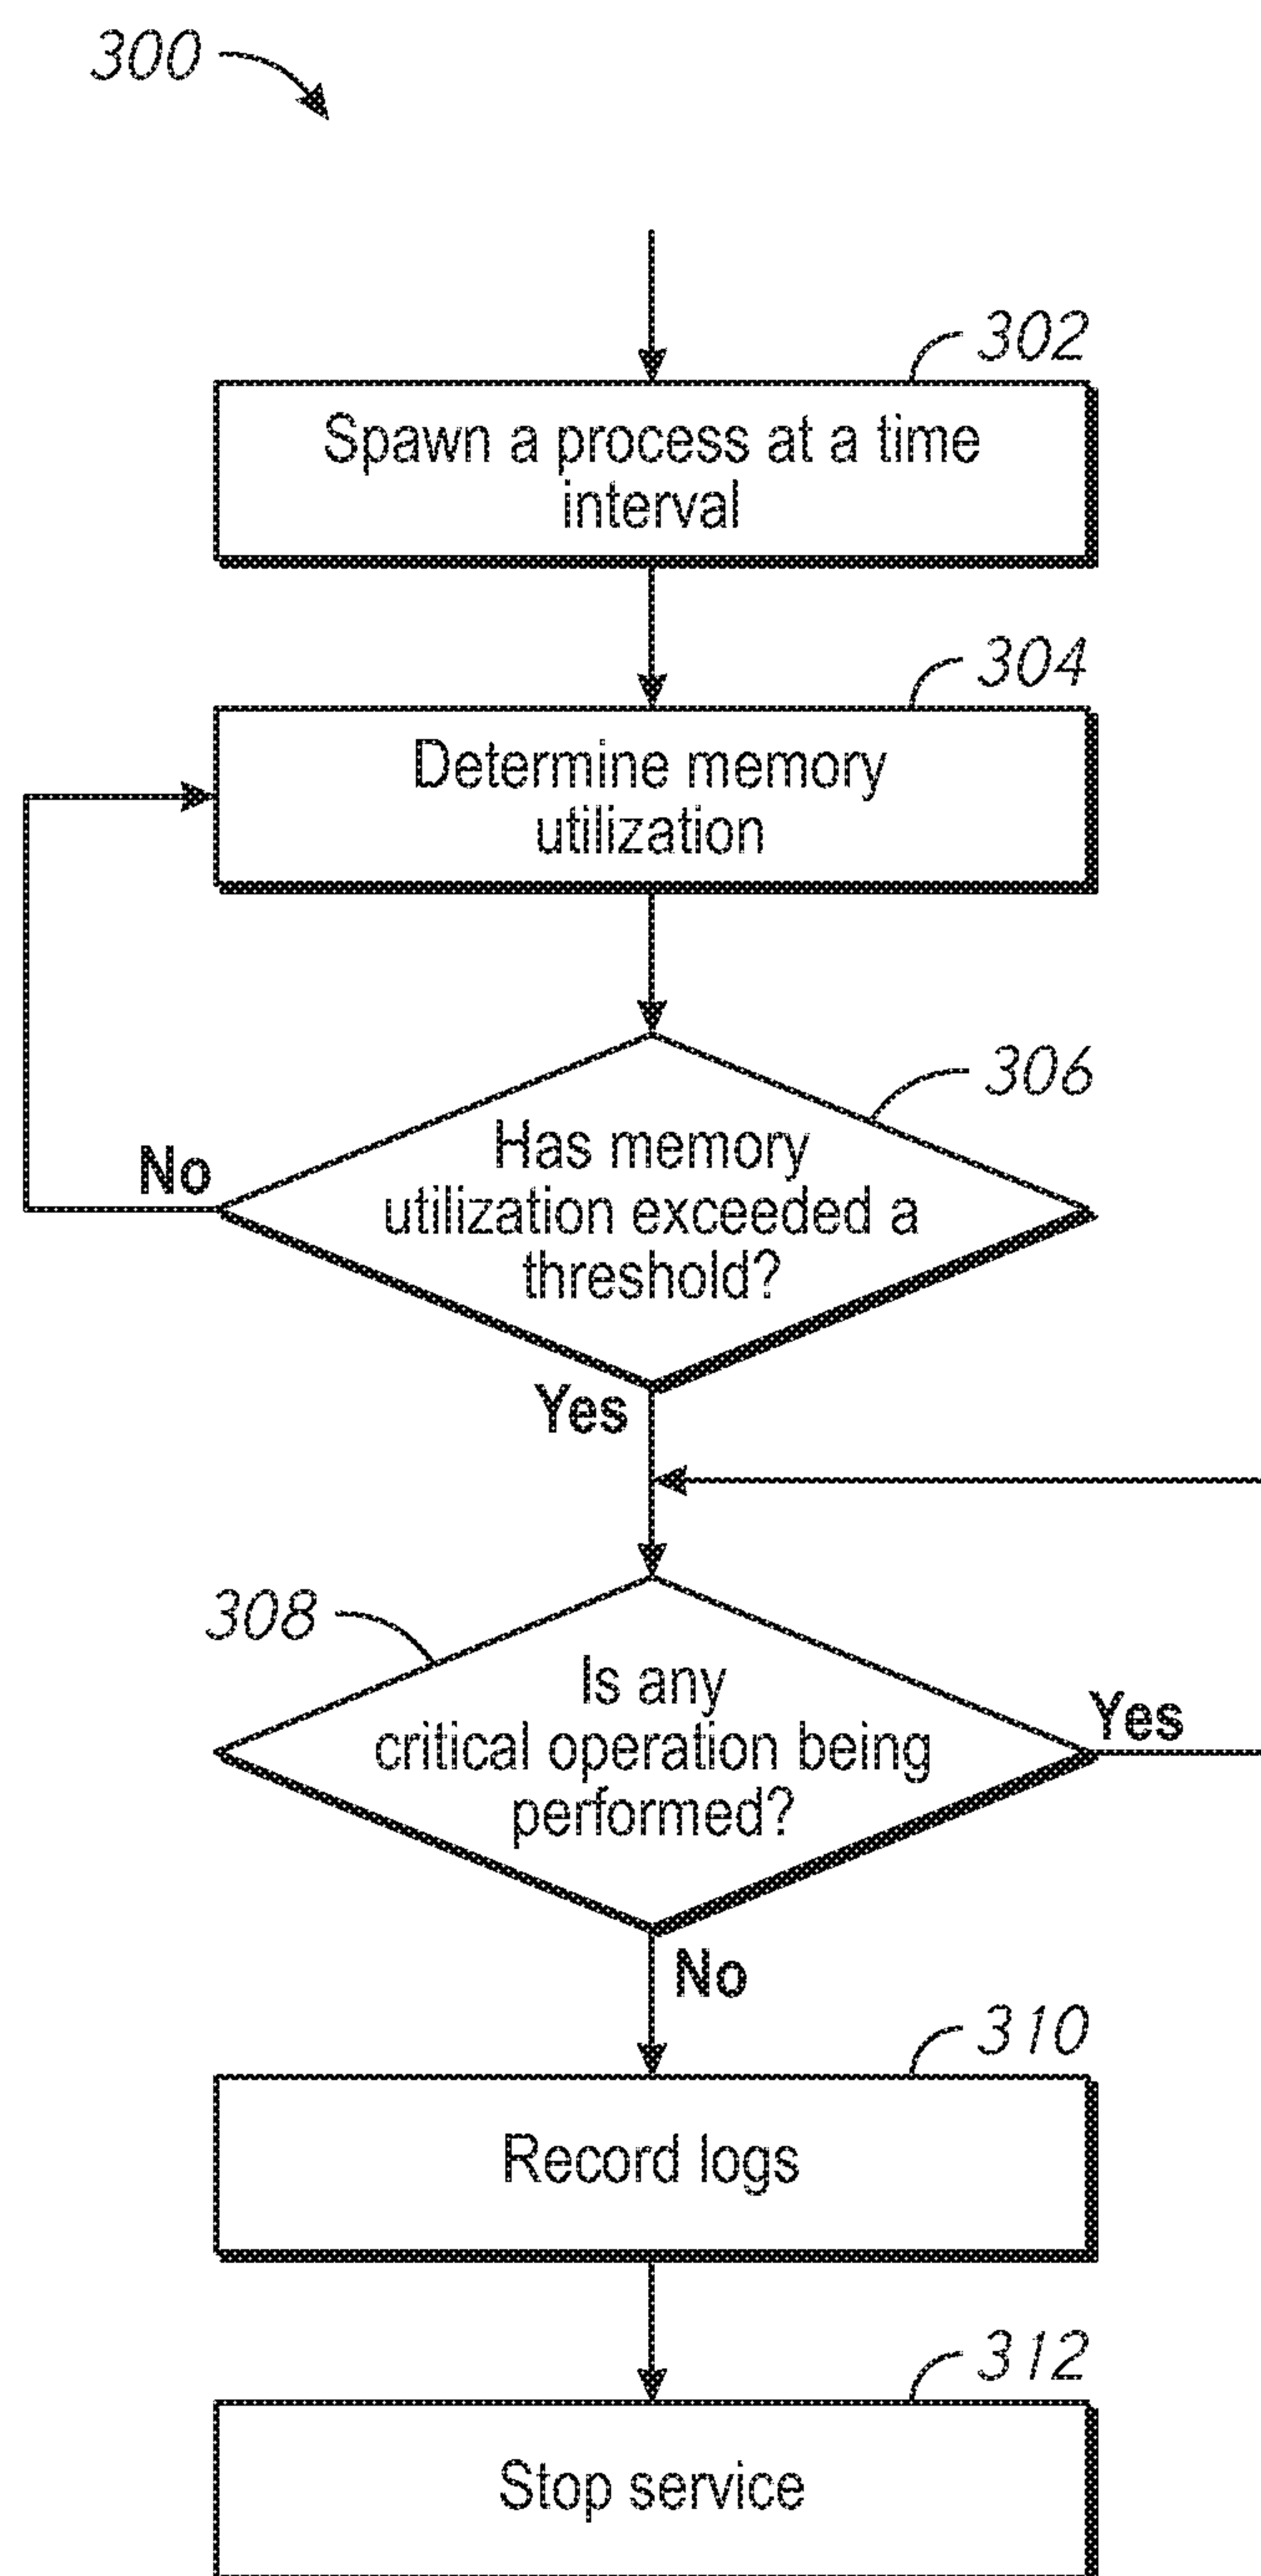 300
302
Spawn a process at a time
interval
304
Determine memory
utilization
306
Has memory
utilization exceeded a
threshold?
No
Yes
308
Is any
critical operation being
performed?
Yes
No
310
Record logs
312
Stop service